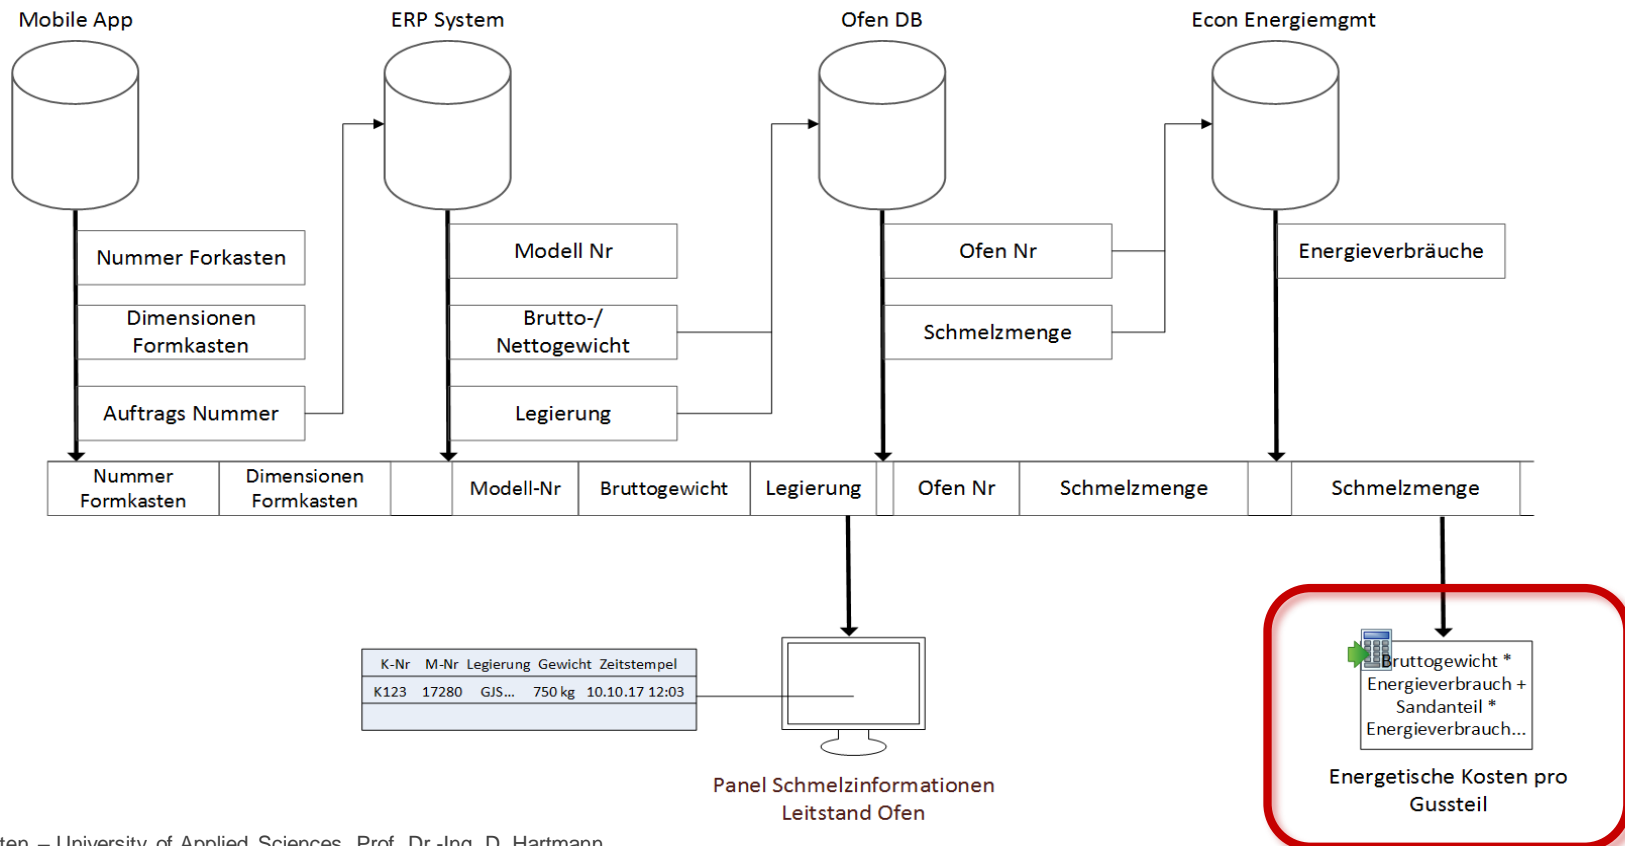 Mobile App
ERP System
Ofen DB
Econ Energiemgmt
Nummer Forkasten
Dimensionen
Formkasten
Auftrags Nummer
Modell Nr
Brutto-/
Nettogewicht
Legierung
Ofen Nr
Schmelzmenge
Energieverbräuche
Nummer
Formkasten
Dimensionen
Formkasten
Modell-Nr
Bruttogewicht
Legierung
Ofen Nr
Schmelzmenge
Schmelzmenge
K-Nr M-Nr Legierung Gewicht Zeitstempel
K123 17280 GJS... 750 kg 10.10.17 12:03
Panel Schmelzinformationen
Leitstand Ofen
Bruttogewicht *
Energieverbrauch +
Sandanteil *
Energieverbrauch...
Energetische Kosten pro
Gussteil
– University of Applied Sciences, Prof. Dr.-Ing. D. Hartmann